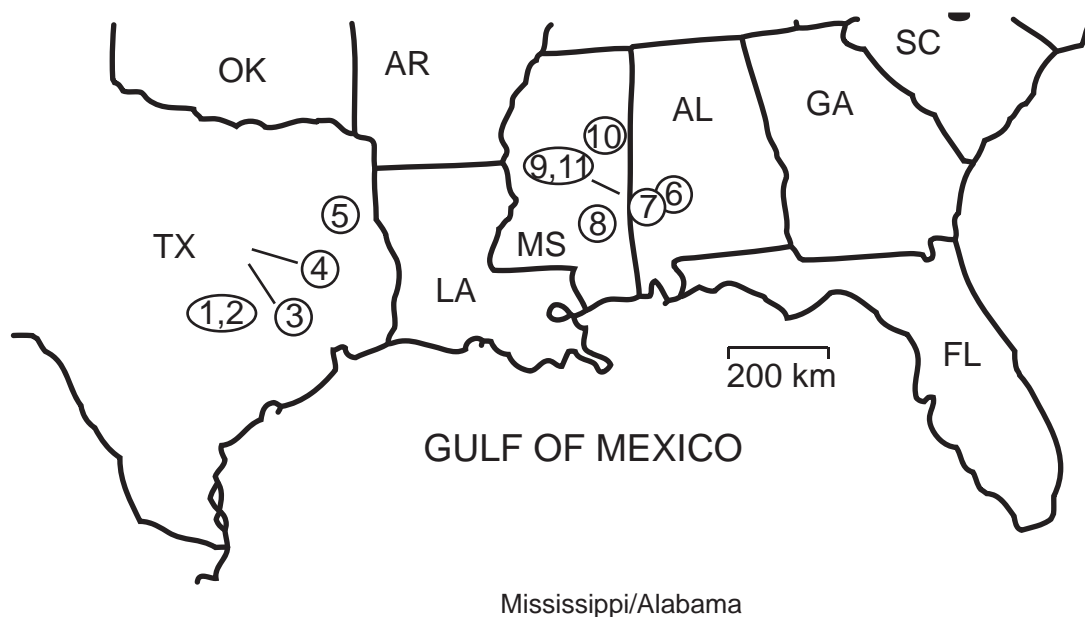 OK
AR
SC
AL
GA
10
9,11
5
7
6
8
TX
MS
4
LA
1,2
3
FL
200 km
GULF OF MEXICO
Mississippi/Alabama